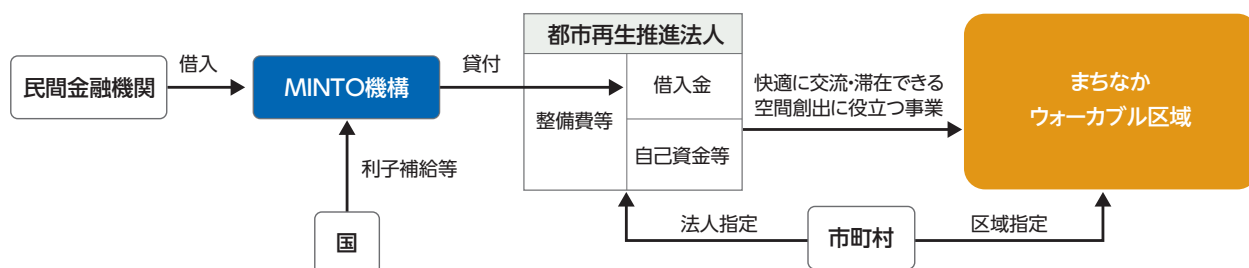 民間金融機関
借入
MINTO機構
貸付
都市再生推進法人
整備費等
借入金
自己資金等
快適に交流・滞在できる
空間創出に役立つ事業
まちなか
ウォーカブル区域
利子補給等
国
法人指定
市町村
区域指定